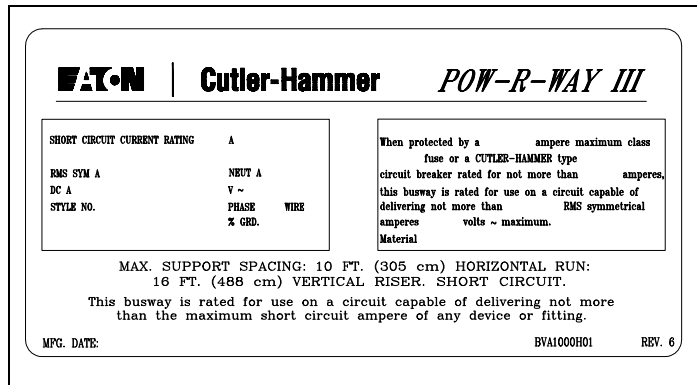 EATON Cutler-Hammer POW-R-WAY III
SHORT CIRCUIT CURRENT RATING A
RMS SYM A NEUT A
DC A V ~
STYLE NO. PHASE WIRE
% GRD.
When protected by a ampere maximum class
fuse or a CUTLER-HAMMER type
circuit breaker rated for not more than amperes,
this busway is rated for use on a circuit capable of
delivering not more than RMS symmetrical
amperes volts ~ maximum.
Material
MAX. SUPPORT SPACING: 10 FT. (305 cm) HORIZONTAL RUN:
16 FT. (488 cm) VERTICAL RISER. SHORT CIRCUIT.
This busway is rated for use on a circuit capable of delivering not more
than the maximum short circuit ampere of any device or fitting.
MFG. DATE: BVA1000H01 REV. 6